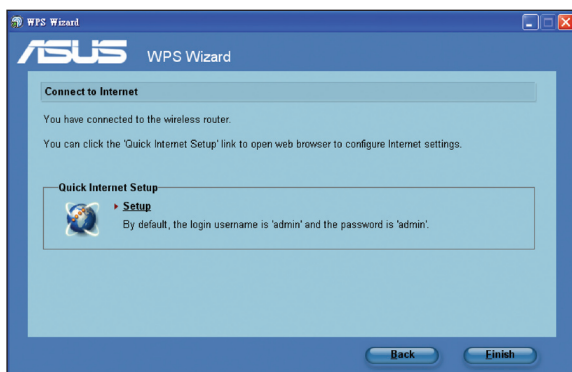 WPS Wizard
ASUS WPS Wizard
Connect to Internet
You have connected to the wireless router.
You can click the 'Quick Internet Setup' link to open web browser to configure Internet settings.
Quick Internet Setup
Setup
By default, the login username is 'admin' and the password is 'admin'.
Back Finish